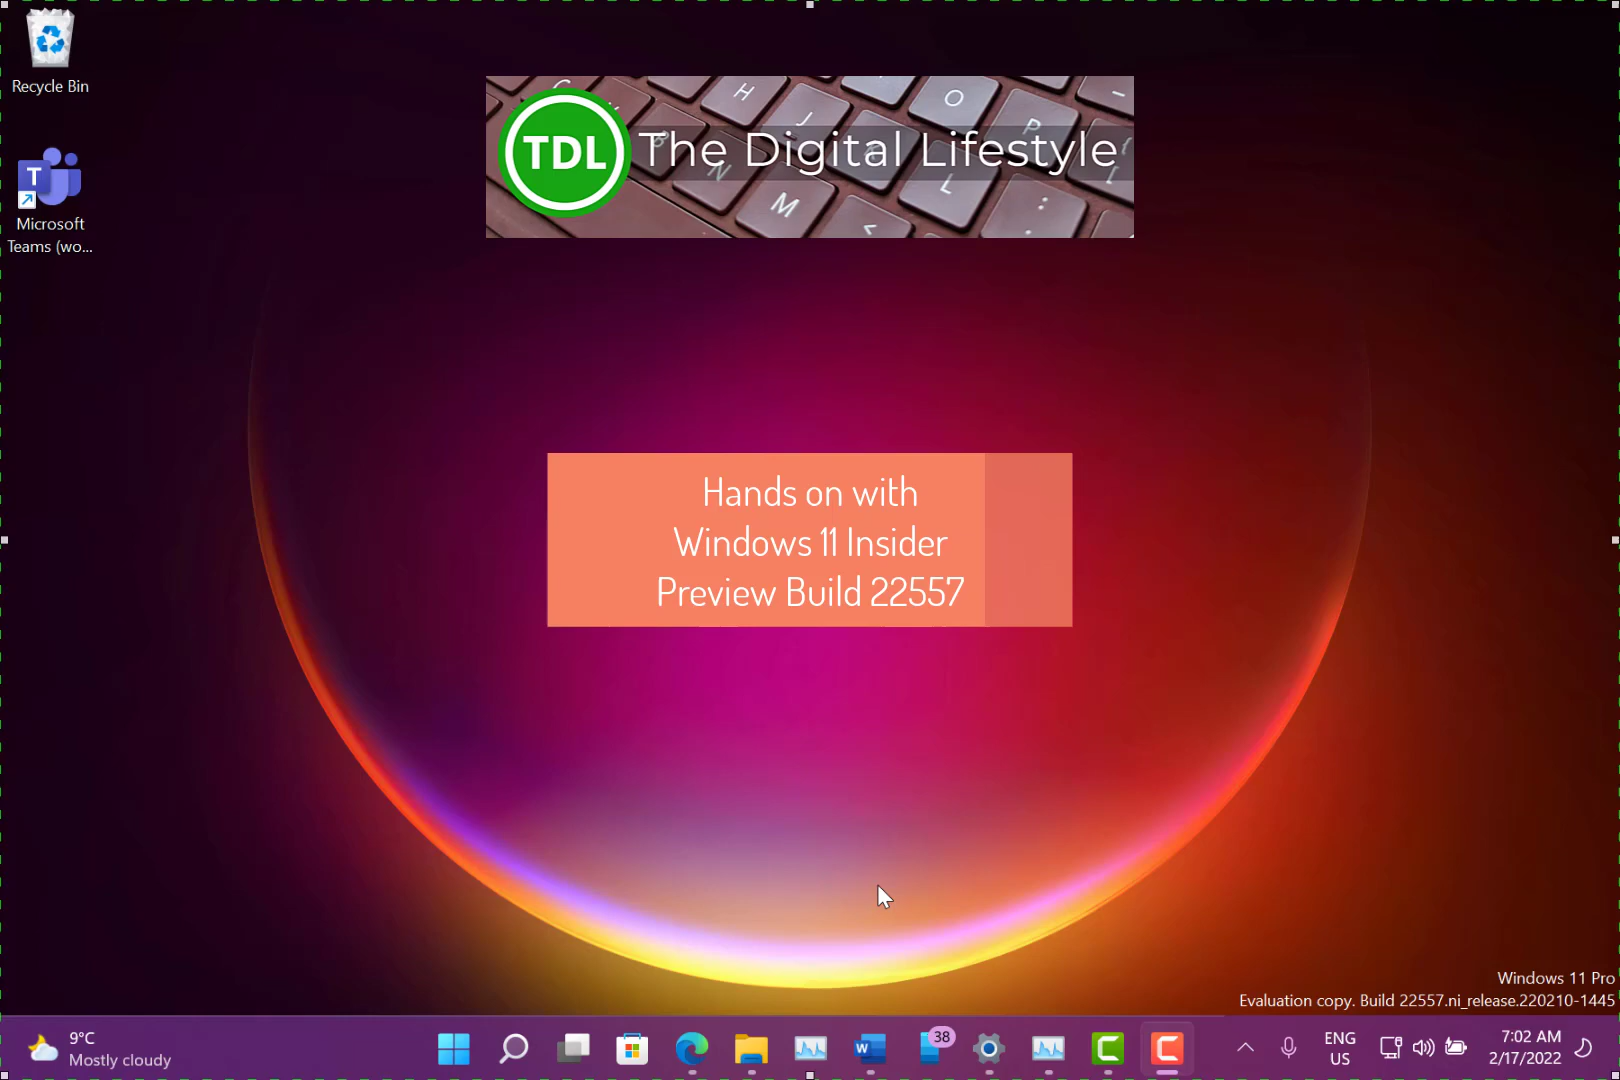 Recycle Bin
Microsoft
Teams (wo...
TDL The Digital Lifestyle
Hands on with
Windows 11 Insider
Preview Build 22557
Windows 11 Pro
Evaluation copy. Build 22557.ni_release.220210-1445
9°C
Mostly cloudy
38
ENG
US
7:02 AM
2/17/2022